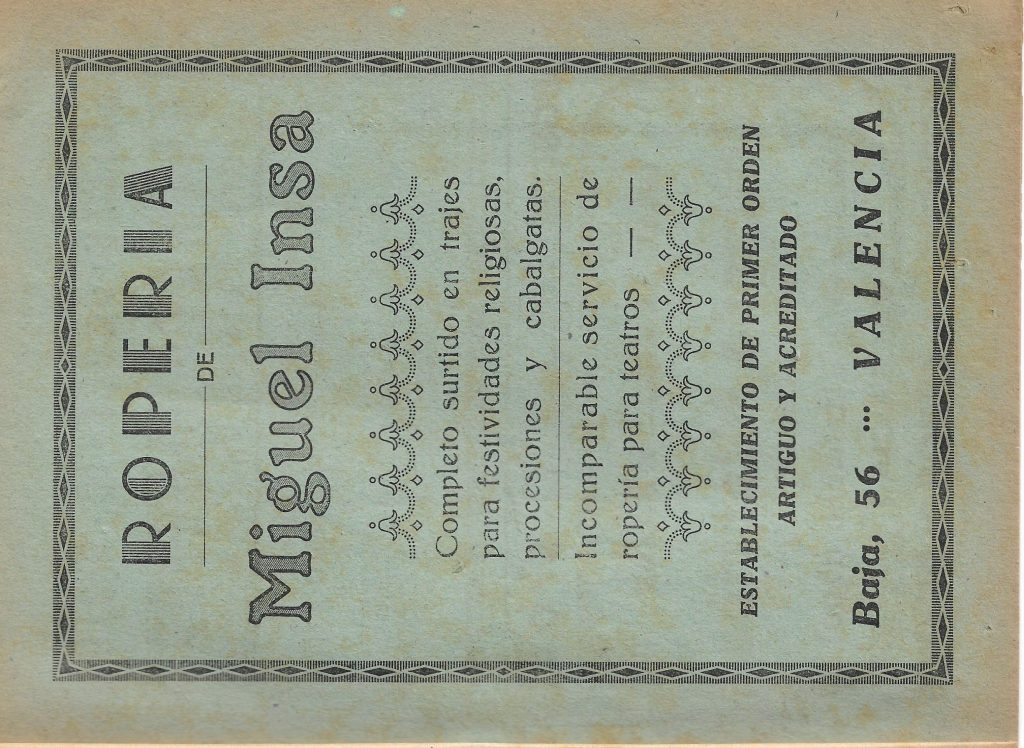 ROPERIA
DE
Miguel Insa
Completo surtido en trajes
para festividades religiosas,
procesiones y cabalgatas.
Incomparable servicio de
ropería para teatros — —
ESTABLECIMIENTO DE PRIMER ORDEN
ARTIGUO Y ACREDITADO
Baja, 56 ... VALENCIA